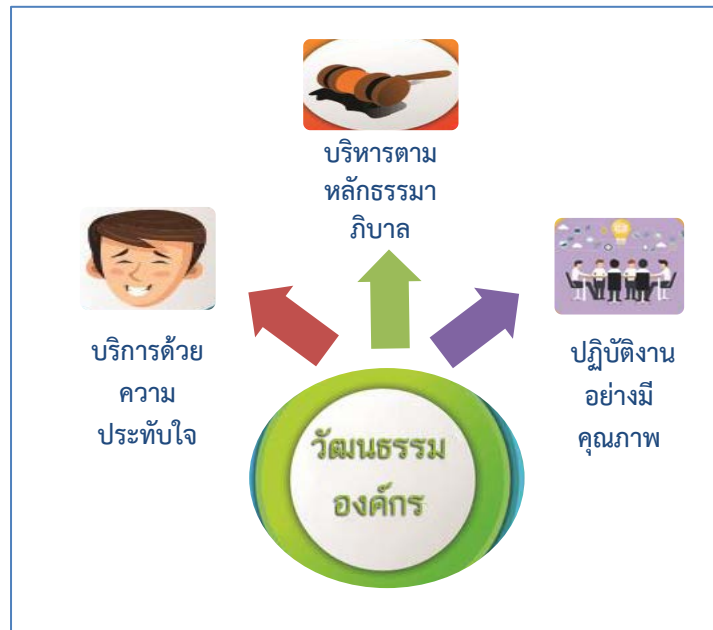 บริหารตาม
หลักธรรมา
ภิบาล
บริการด้วย
ความ
ประทับใจ
ปฏิบัติงาน
อย่างมี
คุณภาพ
วัฒนธรรม
องค์กร